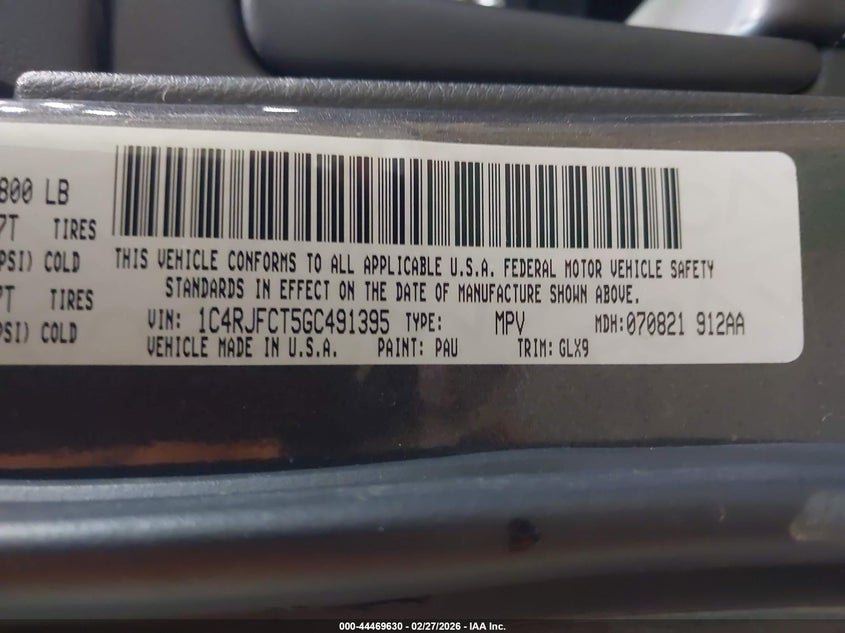 800 LB
7T TIRES
PSI) COLD
7T TIRES
PSI) COLD
THIS VEHICLE CONFORMS TO ALL APPLICABLE U.S.A. FEDERAL MOTOR VEHICLE SAFETY
STANDARDS IN EFFECT ON THE DATE OF MANUFACTURE SHOWN ABOVE.
VIN: 1C4RJFCT5GC491395 TYPE: MPV MDH:070821 912AA
VEHICLE MADE IN U.S.A. PAINT: PAU TRIM: GLX9
000-44469630 - 02/27/2026 - IAA Inc.